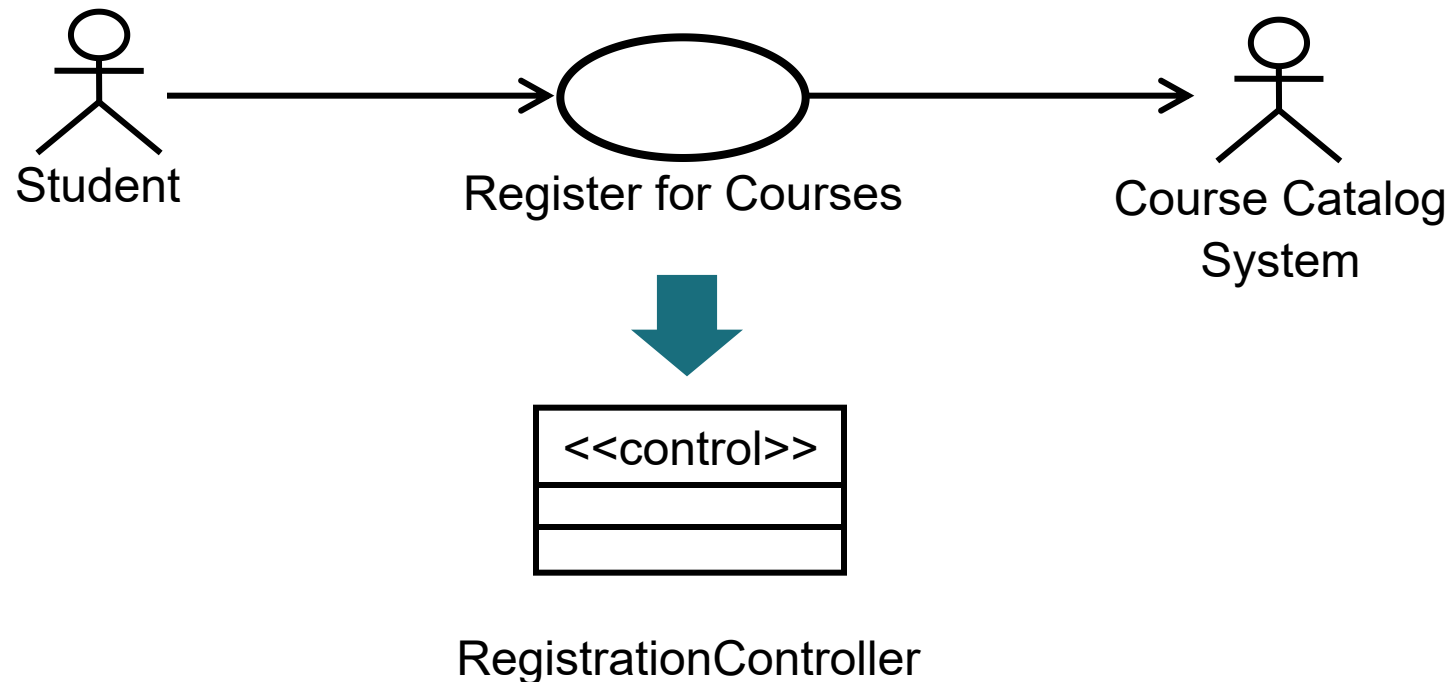 Student
Register for Courses
Course Catalog
System
<<control>>
RegistrationController